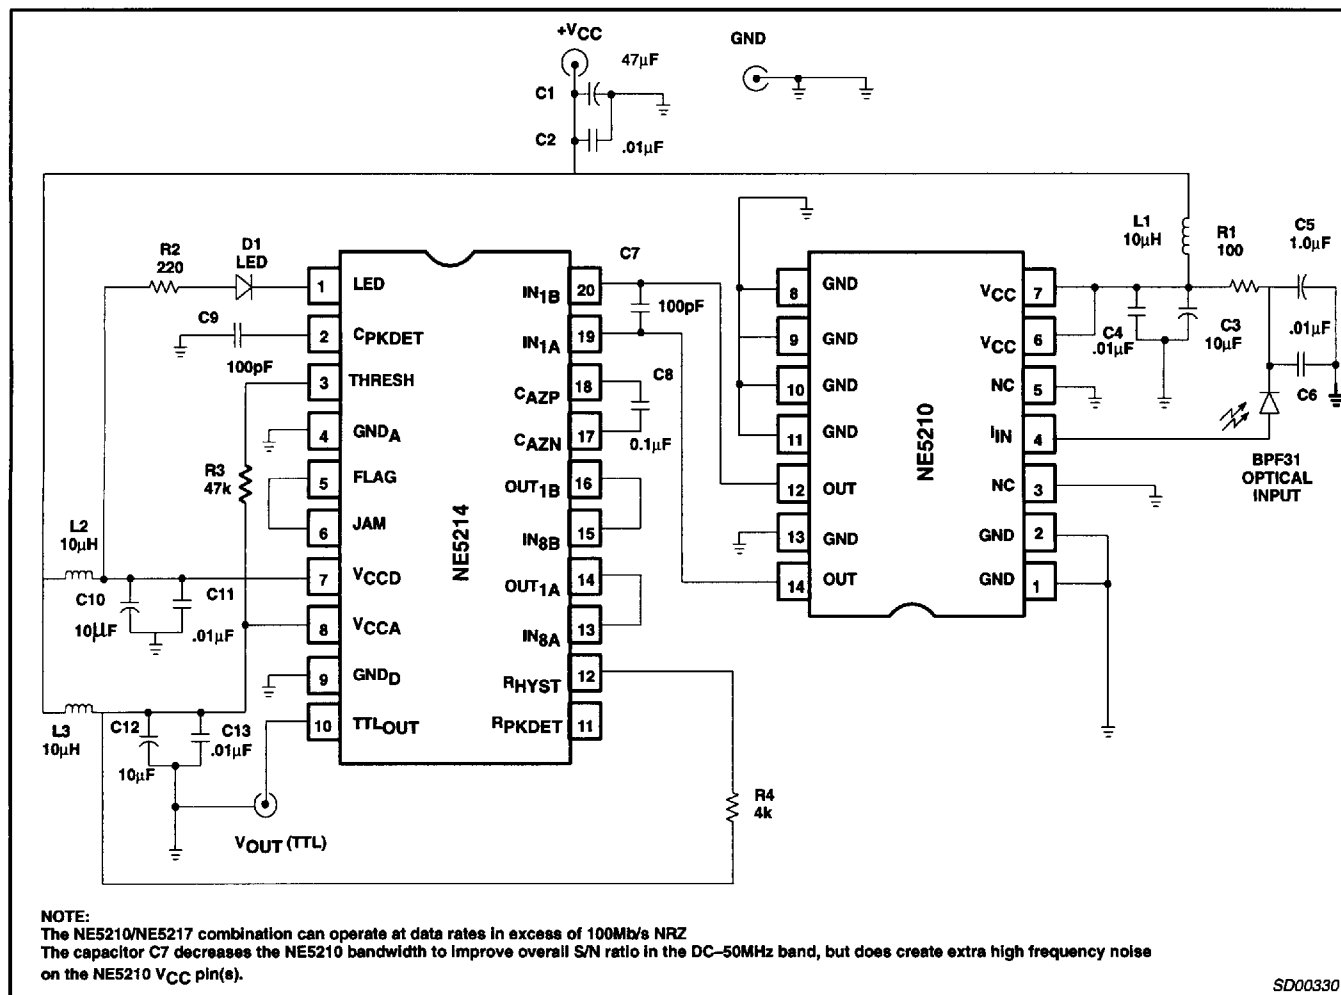 +VCC
GND
47µF
C1
C2
.01µF
L1
10µH
R1
100
C5
1.0µF
R2
220
D1
LED
C7
100pF
C9
100pF
C8
0.1µF
1 LED
2 CPKDET
3 THRESH
4 GNDA
5 FLAG
6 JAM
7 VCCD
8 VCCA
9 GNDD
10 TTLOUT
NE5214
IN1B 20
IN1A 19
CAZP 18
CAZN 17
OUT1B 16
IN8B 15
OUT1A 14
IN8A 13
RHYST 12
RPKDET 11
8 GND
9 GND
10 GND
11 GND
12 OUT
13 GND
14 OUT
NE5210
VCC 7
VCC 6
NC 5
IIN 4
NC 3
GND 2
GND 1
C4
.01µF
C3
10µF
.01µF
C6
BPF31
OPTICAL
INPUT
R3
47k
L2
10µH
C10
10µF
C11
.01µF
L3
10µH
C12
10µF
C13
.01µF
VOUT (TTL)
R4
4k
NOTE:
The NE5210/NE5217 combination can operate at data rates in excess of 100Mb/s NRZ
The capacitor C7 decreases the NE5210 bandwidth to improve overall S/N ratio in the DC–50MHz band, but does create extra high frequency noise
on the NE5210 VCC pin(s).
SD00330